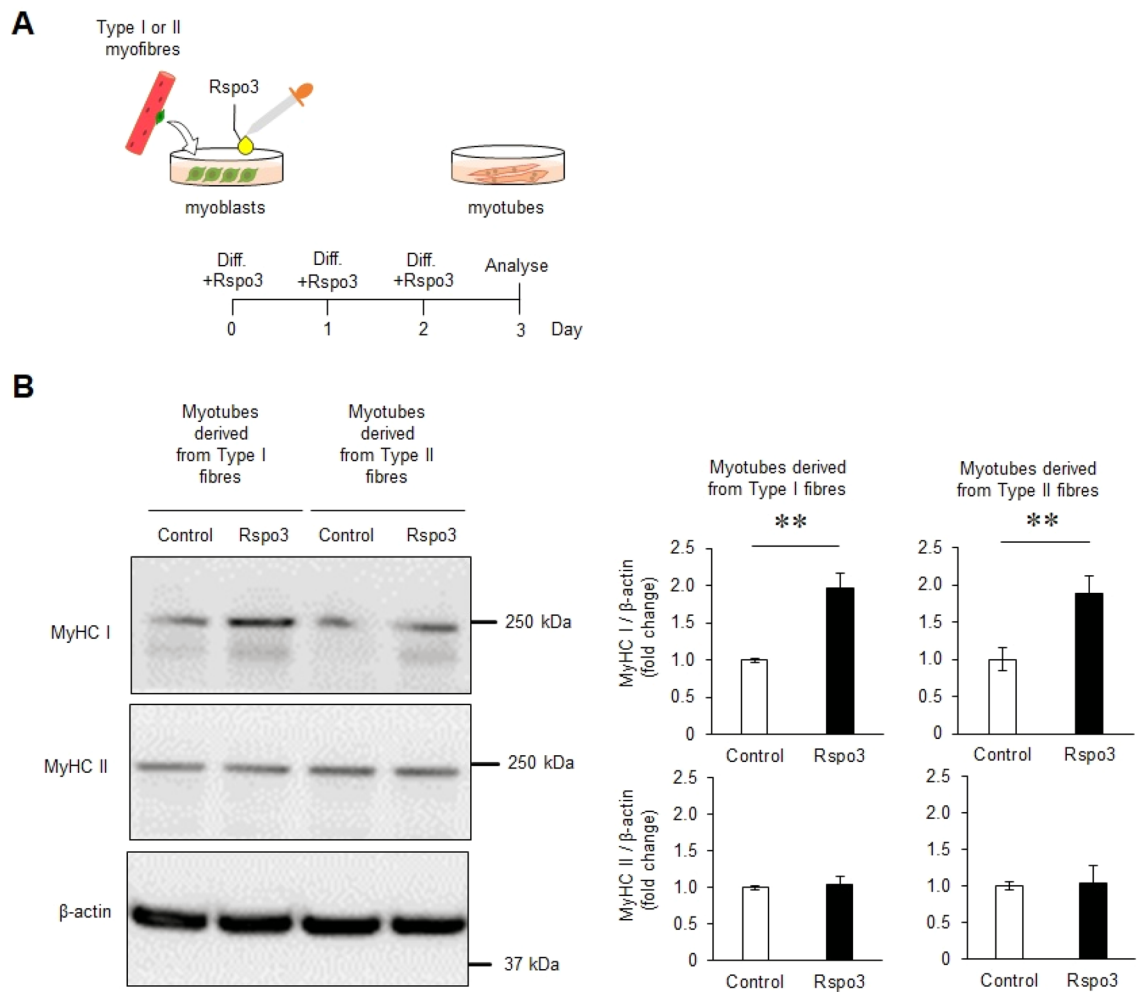 A
Type I or II
myofibres
Rspo3
myoblasts
myotubes
Diff.
+Rspo3
Diff.
+Rspo3
Diff.
+Rspo3
Analyse
0
1
2
3
Day
B
Myotubes
derived
from Type I
fibres
Myotubes
derived
from Type II
fibres
Control
Rspo3
Control
Rspo3
MyHC I
250 kDa
MyHC II
250 kDa
β-actin
37 kDa
Myotubes derived
from Type I fibres
**
MyHC I / β-actin
(fold change)
2.5
2.0
1.5
1.0
0.5
0
Control
Rspo3
Myotubes derived
from Type II fibres
**
2.5
2.0
1.5
1.0
0.5
0
Control
Rspo3
MyHC II / β-actin
(fold change)
2.5
2.0
1.5
1.0
0.5
0
Control
Rspo3
2.5
2.0
1.5
1.0
0.5
0
Control
Rspo3